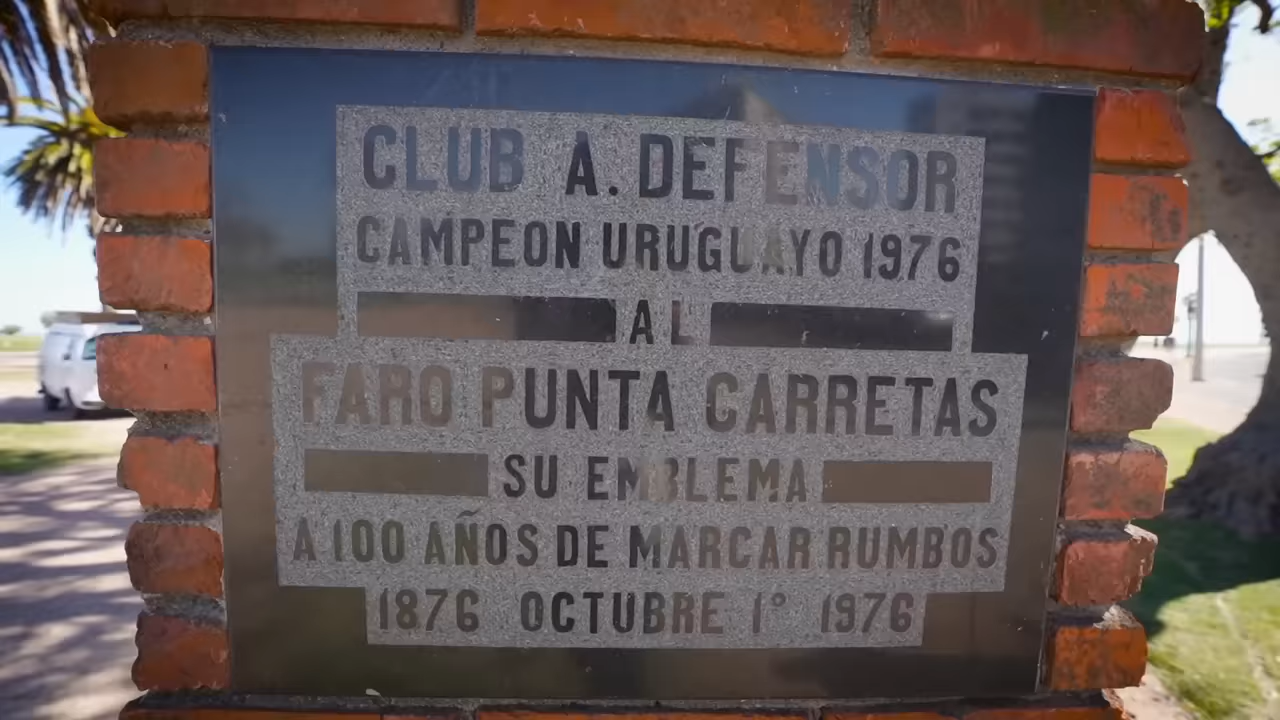 CLUB A. DEFENSOR
CAMPEON URUGUAYO 1976
AL
FARO PUNTA CARRETAS
SU EMBLEMA
A 100 AÑOS DE MARCAR RUMBOS
1876 OCTUBRE 1° 1976